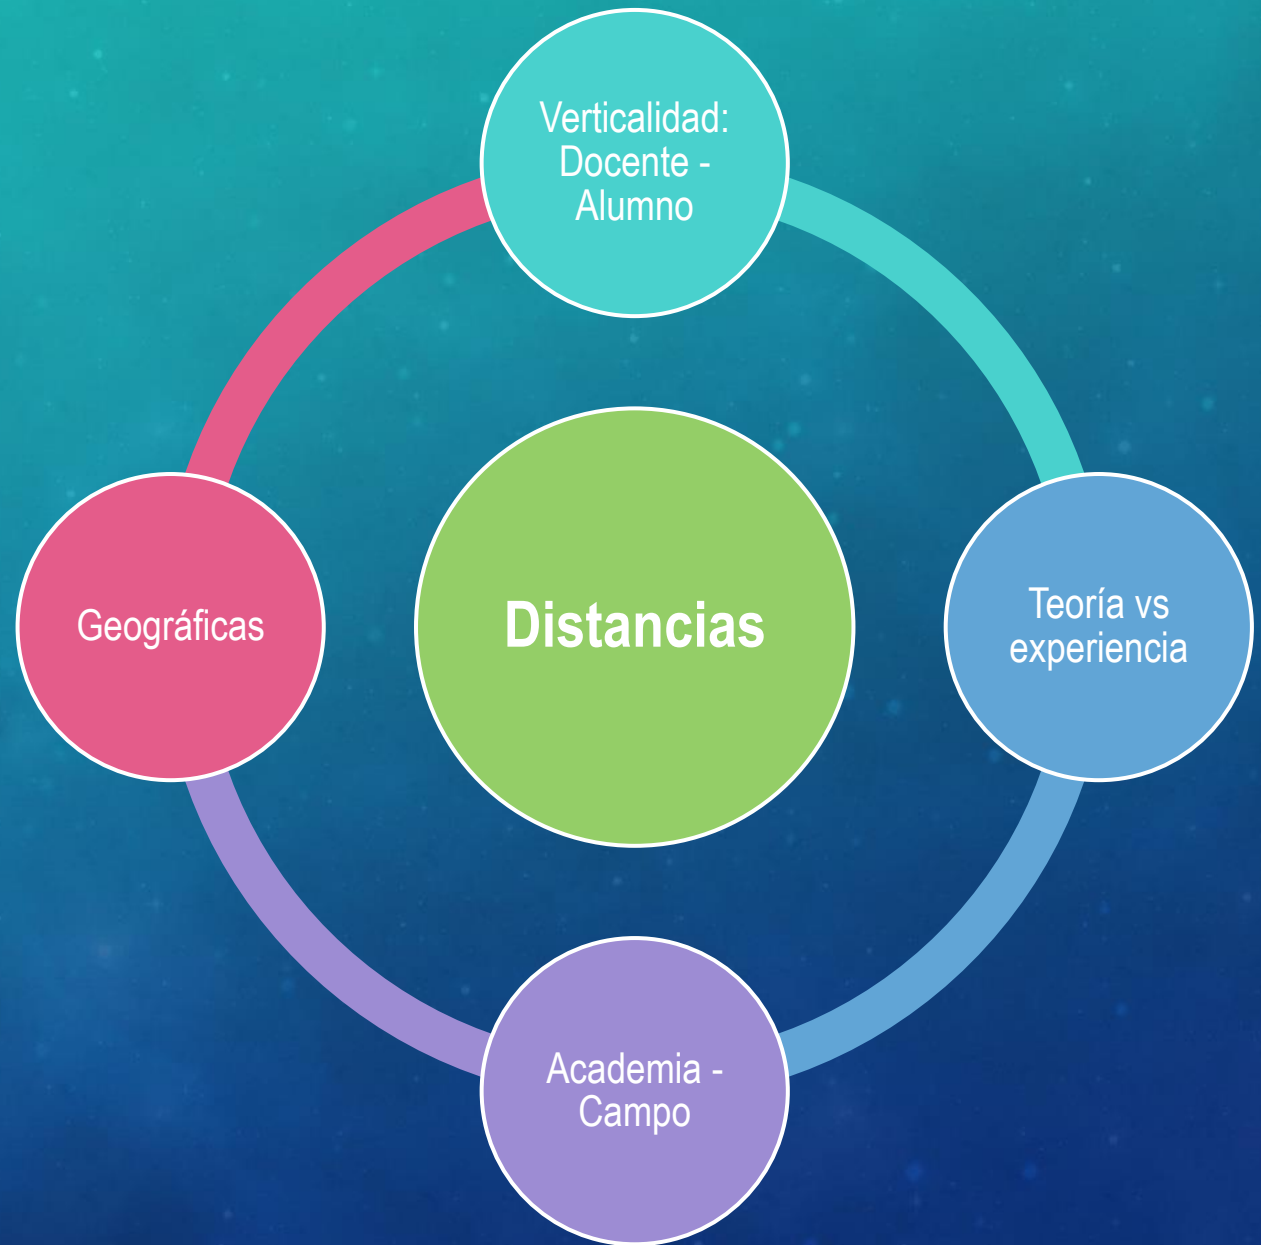 Verticalidad:
Docente -
Alumno
Geográficas
Distancias
Teoría vs
experiencia
Academia -
Campo